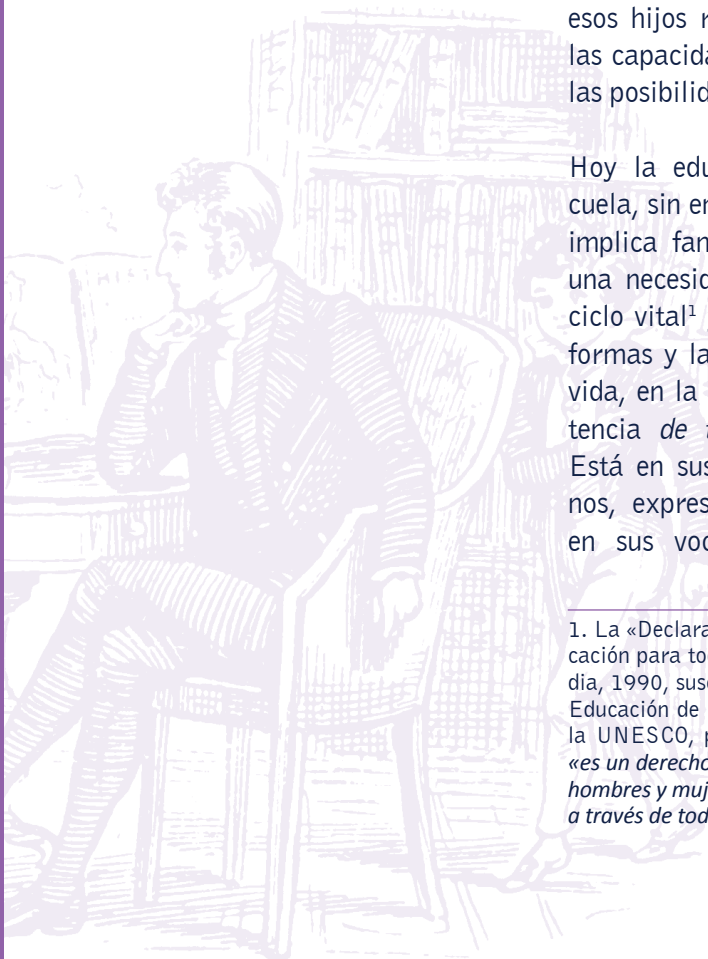 esos hijos
las capacida
las posibilid
Hoy la edu
cuela, sin en
implica fan
una necesid
ciclo vital¹
formas y la
vida, en la
tencia de
Está en sus
nos, expres
en sus voc
1. La «Declara
cación para to
dia, 1990, susc
Educación de
la UNESCO, p
«es un derecho
hombres y muj
a través de tod